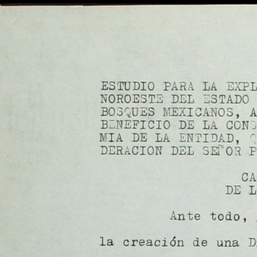 ESTUDIO PARA LA EXPL
NOROESTE DEL ESTADO
BOSQUES MEXICANOS, A
BENEFICIO DE LA CONS
MIA DE LA ENTIDAD, 
DERACION DEL SEÑOR P
CA
DE L
Ante todo,
la creación de una D